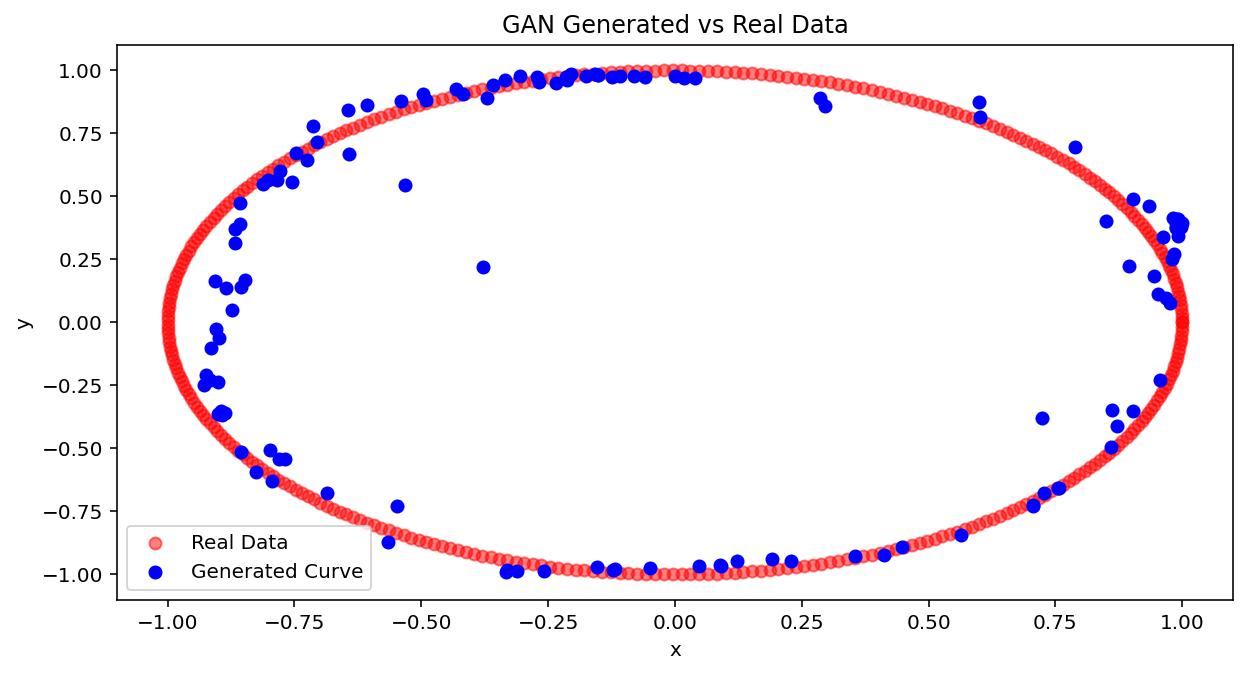 GAN Generated vs Real Data
1.00
0.75
0.50
0.25
0.00
−0.25
−0.50
−0.75
−1.00
y
Real Data
Generated Curve
−1.00 −0.75 −0.50 −0.25 0.00 0.25 0.50 0.75 1.00
x